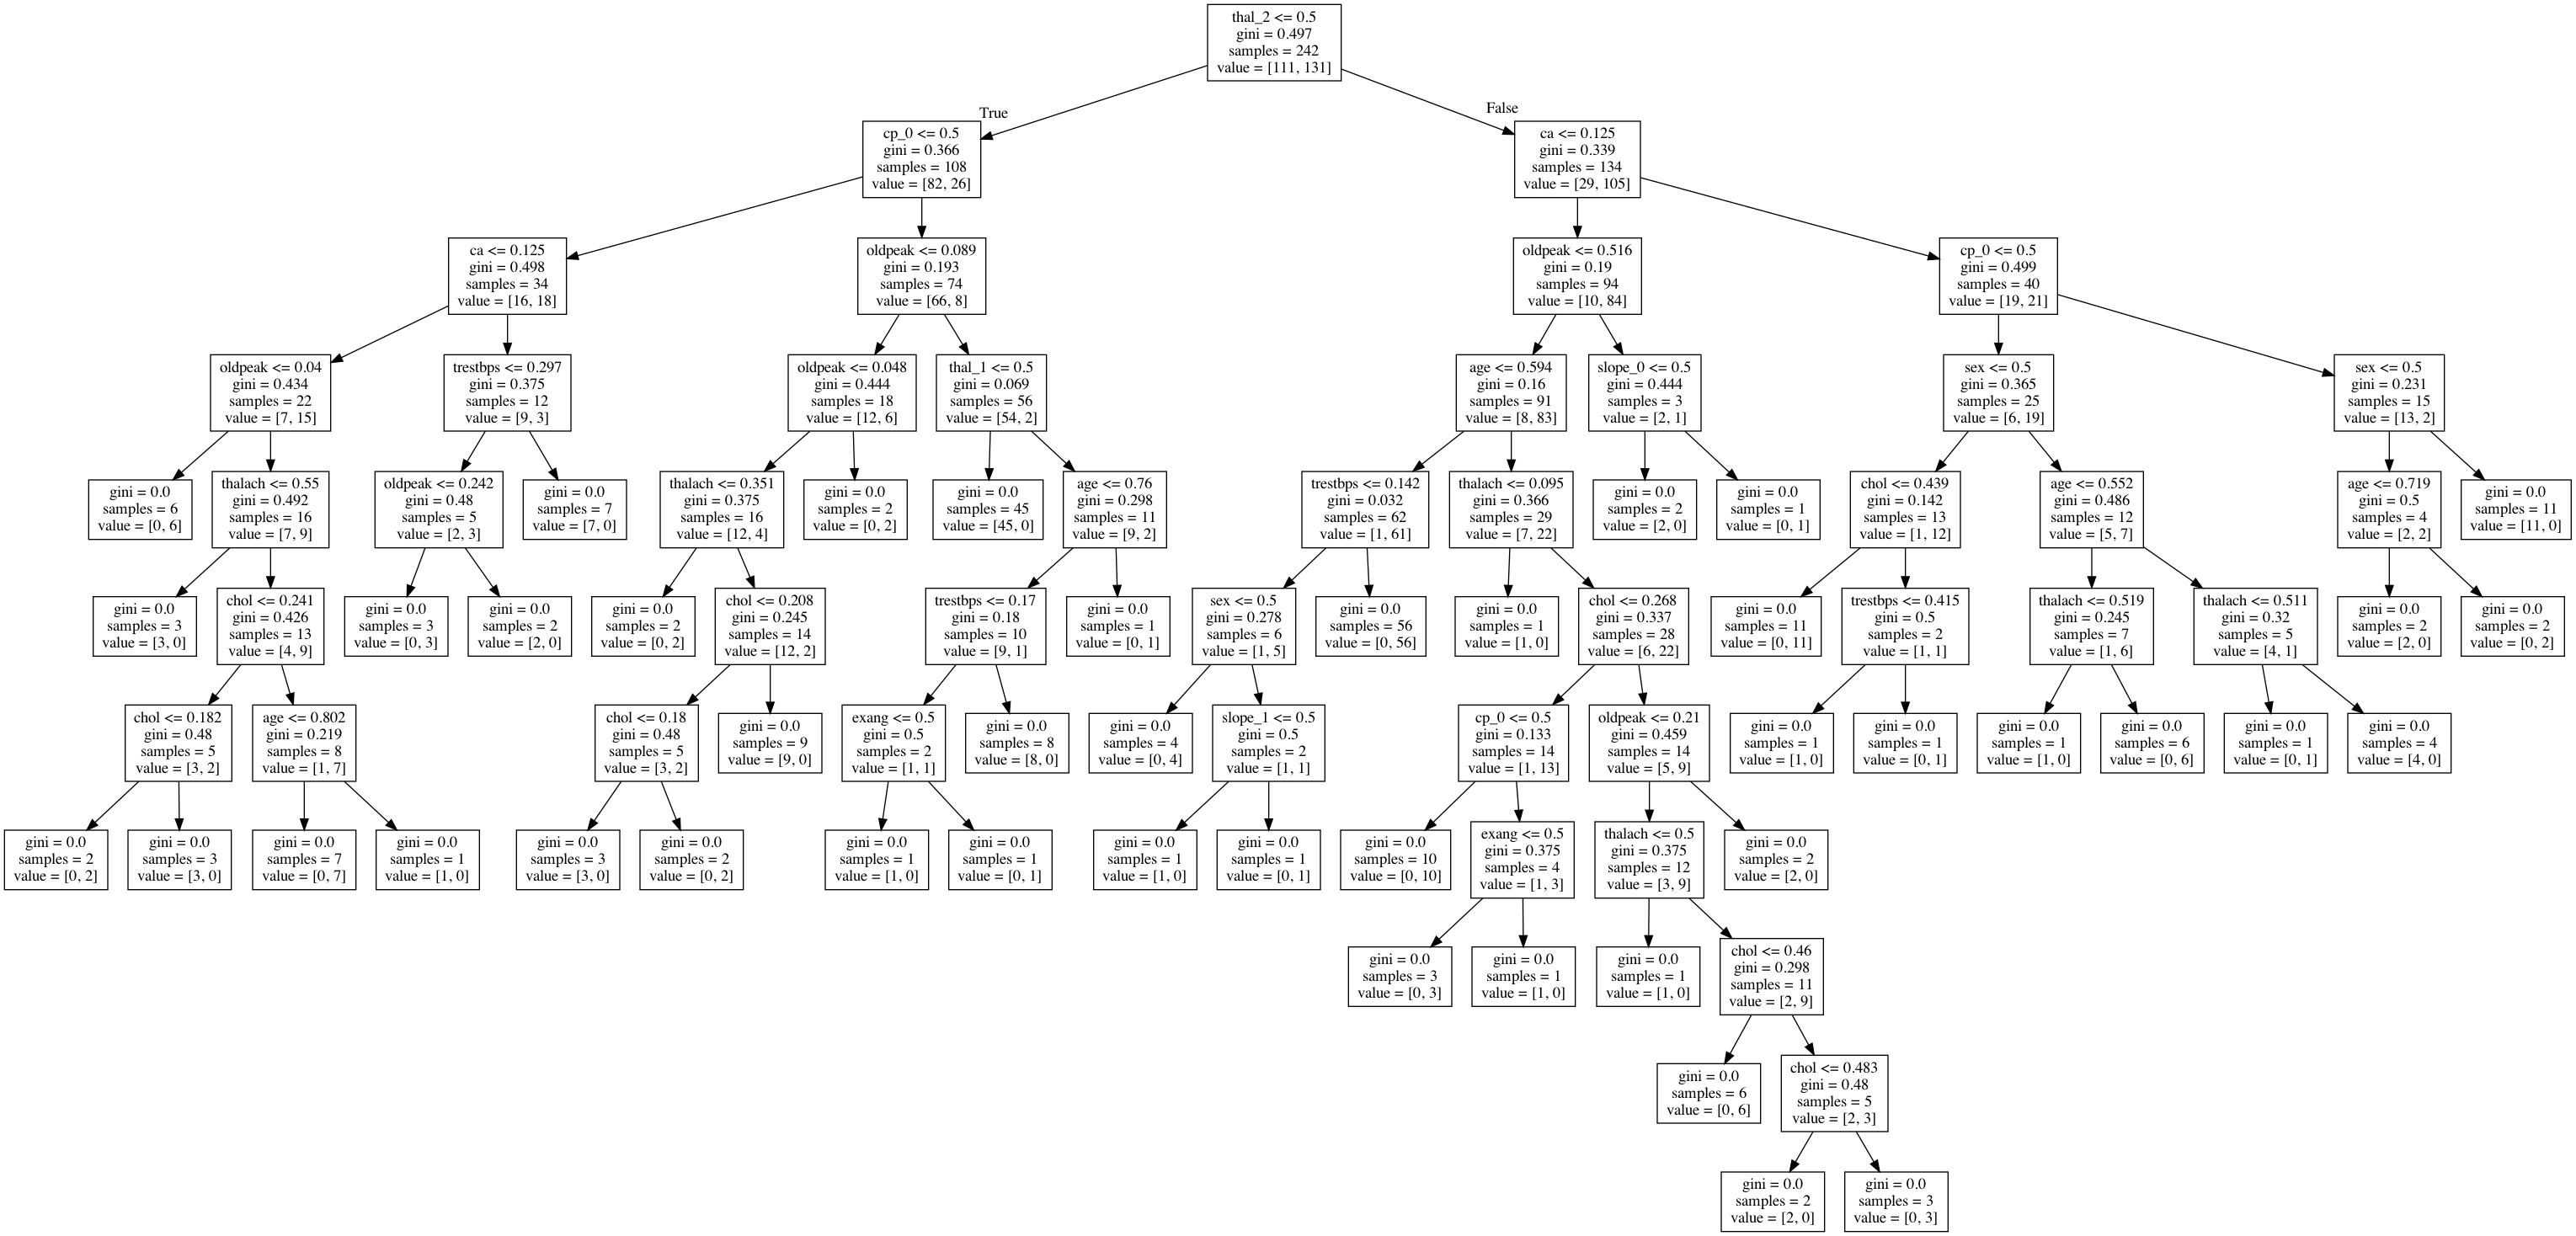 thal_2 <= 0.5
gini = 0.497
samples = 242
value = [111, 131]
True
False
cp_0 <= 0.5
gini = 0.366
samples = 108
value = [82, 26]
ca <= 0.125
gini = 0.339
samples = 134
value = [29, 105]
ca <= 0.125
gini = 0.498
samples = 34
value = [16, 18]
oldpeak <= 0.089
gini = 0.193
samples = 74
value = [66, 8]
oldpeak <= 0.516
gini = 0.19
samples = 94
value = [10, 84]
cp_0 <= 0.5
gini = 0.499
samples = 40
value = [19, 21]
oldpeak <= 0.04
gini = 0.434
samples = 22
value = [7, 15]
trestbps <= 0.297
gini = 0.375
samples = 12
value = [9, 3]
oldpeak <= 0.048
gini = 0.444
samples = 18
value = [12, 6]
thal_1 <= 0.5
gini = 0.069
samples = 56
value = [54, 2]
age <= 0.594
gini = 0.16
samples = 91
value = [8, 83]
slope_0 <= 0.5
gini = 0.444
samples = 3
value = [2, 1]
sex <= 0.5
gini = 0.365
samples = 25
value = [6, 19]
sex <= 0.5
gini = 0.231
samples = 15
value = [13, 2]
gini = 0.0
samples = 6
value = [0, 6]
thalach <= 0.55
gini = 0.492
samples = 16
value = [7, 9]
oldpeak <= 0.242
gini = 0.48
samples = 5
value = [2, 3]
gini = 0.0
samples = 7
value = [7, 0]
thalach <= 0.351
gini = 0.375
samples = 16
value = [12, 4]
gini = 0.0
samples = 2
value = [0, 2]
gini = 0.0
samples = 45
value = [45, 0]
age <= 0.76
gini = 0.298
samples = 11
value = [9, 2]
trestbps <= 0.142
gini = 0.032
samples = 62
value = [1, 61]
thalach <= 0.095
gini = 0.366
samples = 29
value = [7, 22]
gini = 0.0
samples = 2
value = [2, 0]
gini = 0.0
samples = 1
value = [0, 1]
chol <= 0.439
gini = 0.142
samples = 13
value = [1, 12]
age <= 0.552
gini = 0.486
samples = 12
value = [5, 7]
age <= 0.719
gini = 0.5
samples = 4
value = [2, 2]
gini = 0.0
samples = 11
value = [11, 0]
gini = 0.0
samples = 3
value = [3, 0]
chol <= 0.241
gini = 0.426
samples = 13
value = [4, 9]
gini = 0.0
samples = 3
value = [0, 3]
gini = 0.0
samples = 2
value = [2, 0]
gini = 0.0
samples = 2
value = [0, 2]
chol <= 0.208
gini = 0.245
samples = 14
value = [12, 2]
trestbps <= 0.17
gini = 0.18
samples = 10
value = [9, 1]
gini = 0.0
samples = 1
value = [0, 1]
sex <= 0.5
gini = 0.278
samples = 6
value = [1, 5]
gini = 0.0
samples = 56
value = [0, 56]
gini = 0.0
samples = 1
value = [1, 0]
chol <= 0.268
gini = 0.337
samples = 28
value = [6, 22]
gini = 0.0
samples = 11
value = [0, 11]
trestbps <= 0.415
gini = 0.5
samples = 2
value = [1, 1]
thalach <= 0.519
gini = 0.245
samples = 7
value = [1, 6]
thalach <= 0.511
gini = 0.32
samples = 5
value = [4, 1]
gini = 0.0
samples = 2
value = [2, 0]
gini = 0.0
samples = 2
value = [0, 2]
chol <= 0.182
gini = 0.48
samples = 5
value = [3, 2]
age <= 0.802
gini = 0.219
samples = 8
value = [1, 7]
chol <= 0.18
gini = 0.48
samples = 5
value = [3, 2]
gini = 0.0
samples = 9
value = [9, 0]
exang <= 0.5
gini = 0.5
samples = 2
value = [1, 1]
gini = 0.0
samples = 8
value = [8, 0]
gini = 0.0
samples = 4
value = [0, 4]
slope_1 <= 0.5
gini = 0.5
samples = 2
value = [1, 1]
cp_0 <= 0.5
gini = 0.133
samples = 14
value = [1, 13]
oldpeak <= 0.21
gini = 0.459
samples = 14
value = [5, 9]
gini = 0.0
samples = 1
value = [1, 0]
gini = 0.0
samples = 1
value = [0, 1]
gini = 0.0
samples = 1
value = [1, 0]
gini = 0.0
samples = 6
value = [0, 6]
gini = 0.0
samples = 1
value = [0, 1]
gini = 0.0
samples = 4
value = [4, 0]
gini = 0.0
samples = 2
value = [0, 2]
gini = 0.0
samples = 3
value = [3, 0]
gini = 0.0
samples = 7
value = [0, 7]
gini = 0.0
samples = 1
value = [1, 0]
gini = 0.0
samples = 3
value = [3, 0]
gini = 0.0
samples = 2
value = [0, 2]
gini = 0.0
samples = 1
value = [1, 0]
gini = 0.0
samples = 1
value = [0, 1]
gini = 0.0
samples = 1
value = [1, 0]
gini = 0.0
samples = 1
value = [0, 1]
gini = 0.0
samples = 10
value = [0, 10]
exang <= 0.5
gini = 0.375
samples = 4
value = [1, 3]
thalach <= 0.5
gini = 0.375
samples = 12
value = [3, 9]
gini = 0.0
samples = 2
value = [2, 0]
gini = 0.0
samples = 3
value = [0, 3]
gini = 0.0
samples = 1
value = [1, 0]
gini = 0.0
samples = 1
value = [1, 0]
chol <= 0.46
gini = 0.298
samples = 11
value = [2, 9]
gini = 0.0
samples = 6
value = [0, 6]
chol <= 0.483
gini = 0.48
samples = 5
value = [2, 3]
gini = 0.0
samples = 2
value = [2, 0]
gini = 0.0
samples = 3
value = [0, 3]